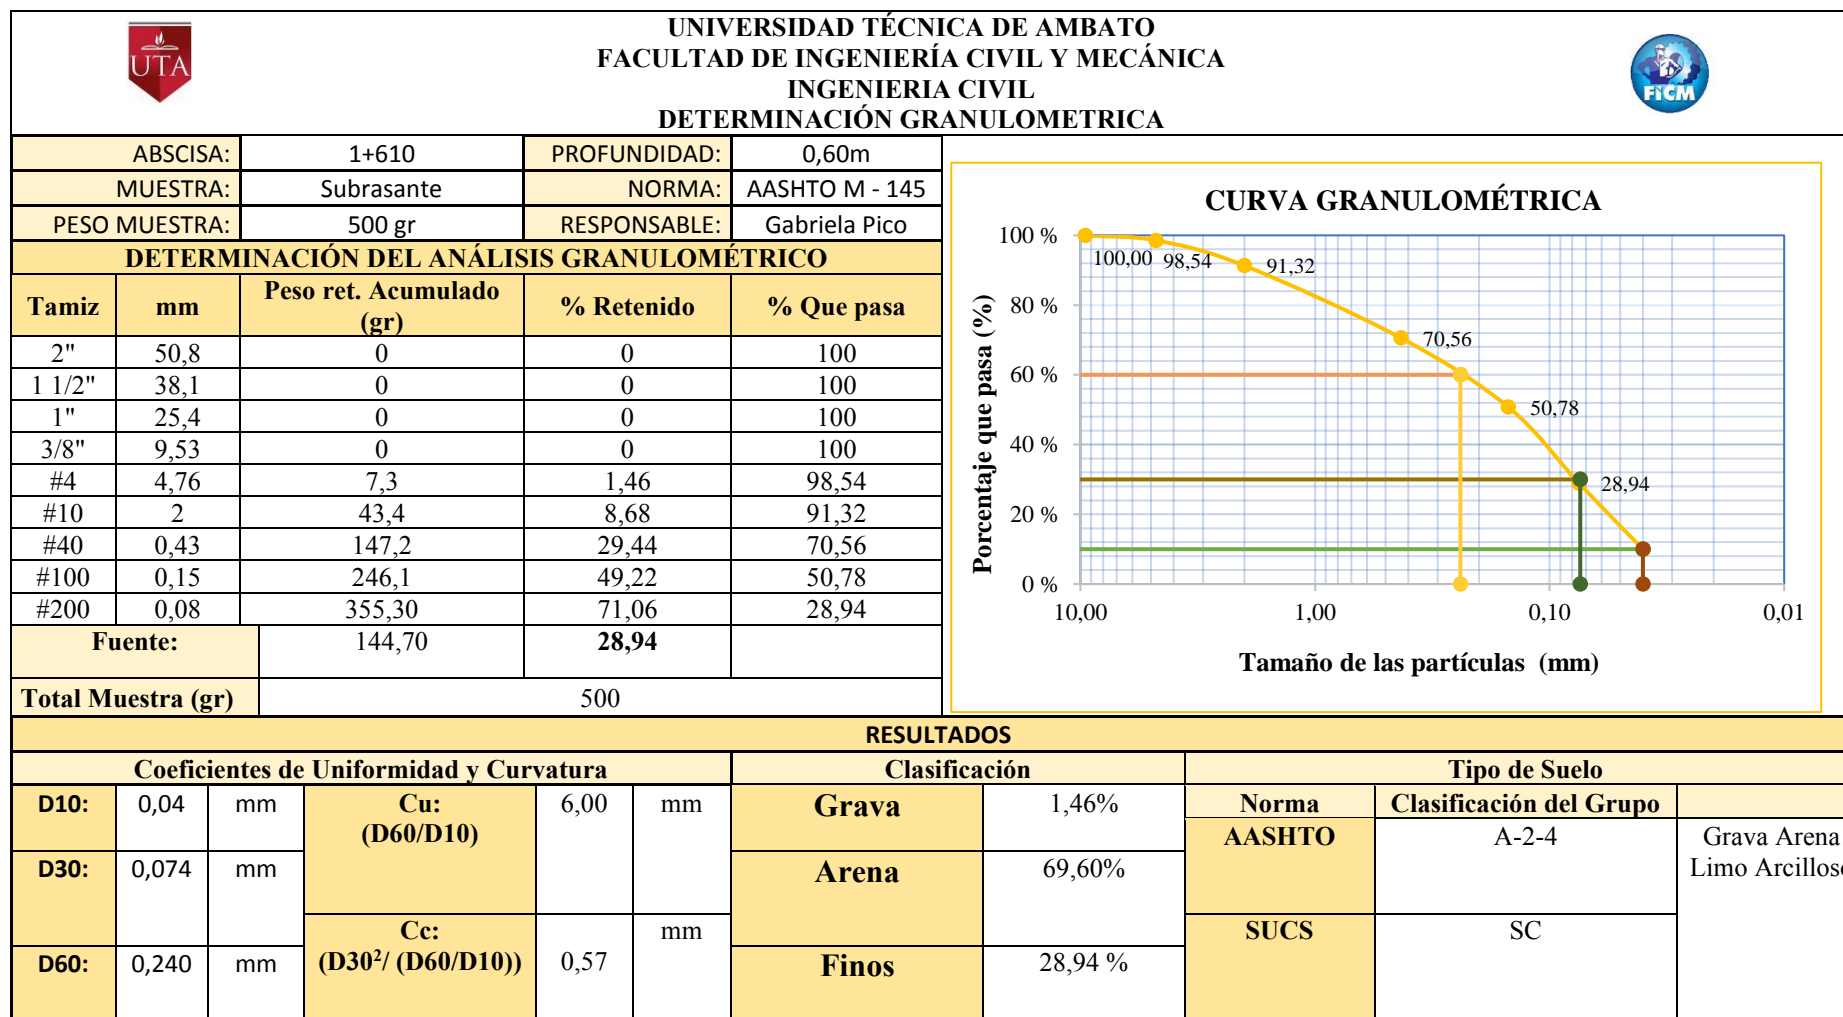 UTA
UNIVERSIDAD TÉCNICA DE AMBATO
FACULTAD DE INGENIERÍA CIVIL Y MECÁNICA
INGENIERIA CIVIL
DETERMINACIÓN GRANULOMETRICA
FICM
ABSCISA: 1+610 PROFUNDIDAD: 0,60m
MUESTRA: Subrasante NORMA: AASHTO M - 145
PESO MUESTRA: 500 gr RESPONSABLE: Gabriela Pico
DETERMINACIÓN DEL ANÁLISIS GRANULOMÉTRICO
Tamiz mm Peso ret. Acumulado (gr) % Retenido % Que pasa
2" 50,8 0 0 100
1 1/2" 38,1 0 0 100
1" 25,4 0 0 100
3/8" 9,53 0 0 100
#4 4,76 7,3 1,46 98,54
#10 2 43,4 8,68 91,32
#40 0,43 147,2 29,44 70,56
#100 0,15 246,1 49,22 50,78
#200 0,08 355,30 71,06 28,94
Fuente: 144,70 28,94
Total Muestra (gr) 500
CURVA GRANULOMÉTRICA
Porcentaje que pasa (%)
100 %
80 %
60 %
40 %
20 %
0 %
100,00 98,54 91,32
70,56
50,78
28,94
10,00 1,00 0,10 0,01
Tamaño de las partículas (mm)
RESULTADOS
Coeficientes de Uniformidad y Curvatura Clasificación Tipo de Suelo
D10: 0,04 mm Cu: 6,00 mm Grava 1,46% Norma Clasificación del Grupo
(D60/D10) AASHTO A-2-4 Grava Arena
D30: 0,074 mm Arena 69,60% Limo Arcilloso
Cc: mm SUCS SC
D60: 0,240 mm (D30²/ (D60/D10)) 0,57 Finos 28,94 %